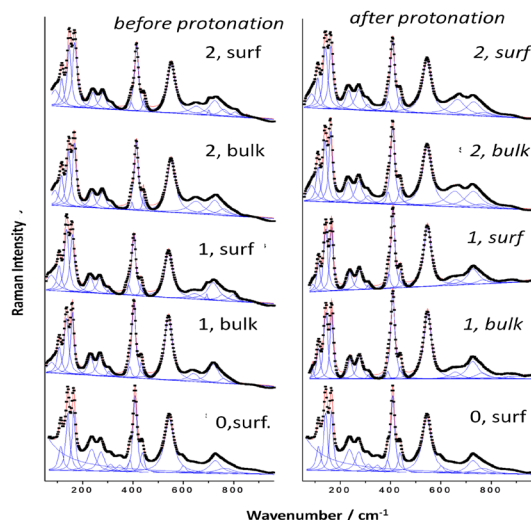 before protonation
after protonation
2, surf
2, bulk
1, surf
1, bulk
0,surf.
2, surf
2, bulk
1, surf
1, bulk
0, surf
Raman Intensity
200 400 600 800
200 400 600 800
Wavenumber / cm-1